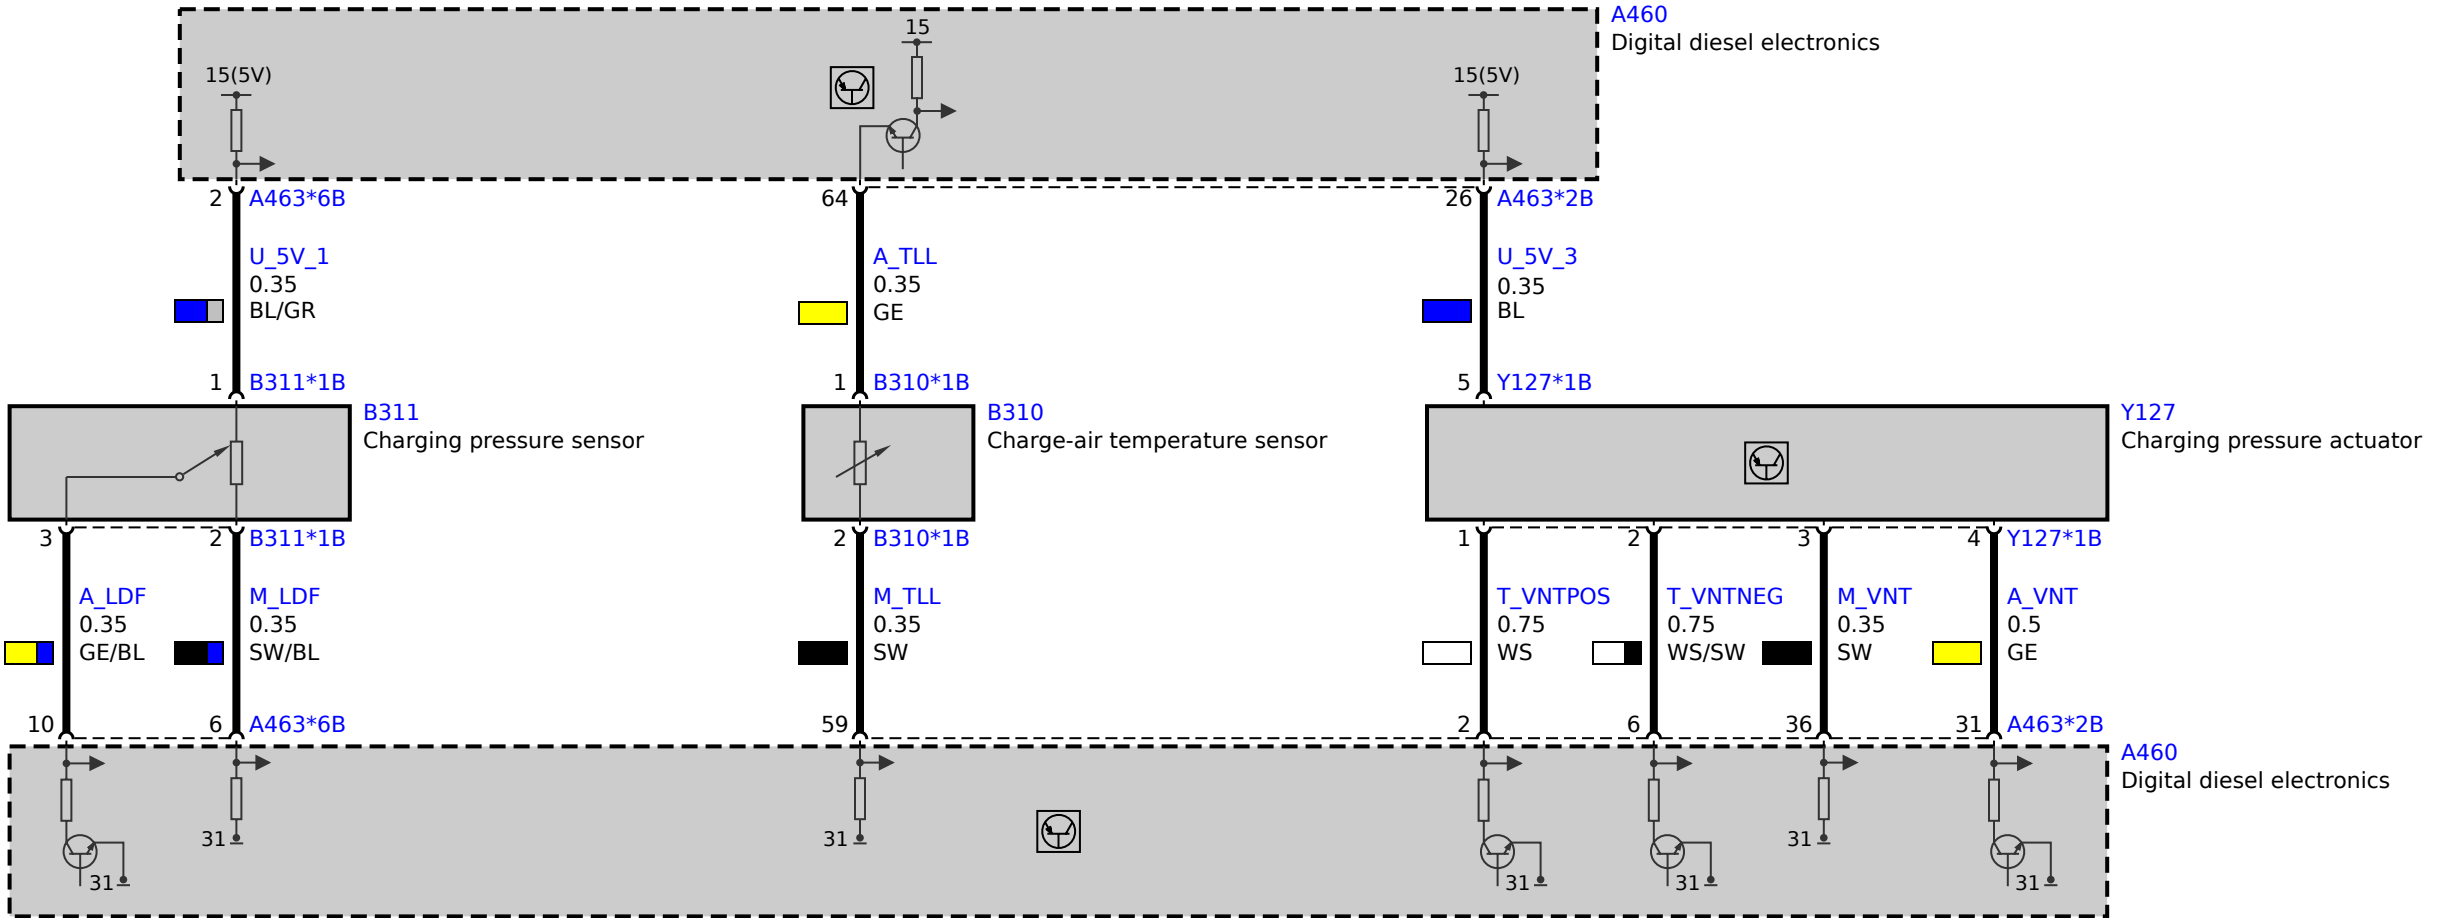 A460
Digital diesel electronics
15
15(5V)
15(5V)
2 A463*6B
64
26 A463*2B
U_5V_1
0.35
BL/GR
A_TLL
0.35
GE
U_5V_3
0.35
BL
1 B311*1B
1 B310*1B
5 Y127*1B
B311
Charging pressure sensor
B310
Charge-air temperature sensor
Y127
Charging pressure actuator
3
2 B311*1B
2 B310*1B
1
2
3
4 Y127*1B
A_LDF
0.35
GE/BL
M_LDF
0.35
SW/BL
M_TLL
0.35
SW
T_VNTPOS
0.75
WS
T_VNTNEG
0.75
WS/SW
M_VNT
0.35
SW
A_VNT
0.5
GE
10
6 A463*6B
59
2
6
36
31 A463*2B
A460
Digital diesel electronics
31
31
31
31
31
31
31